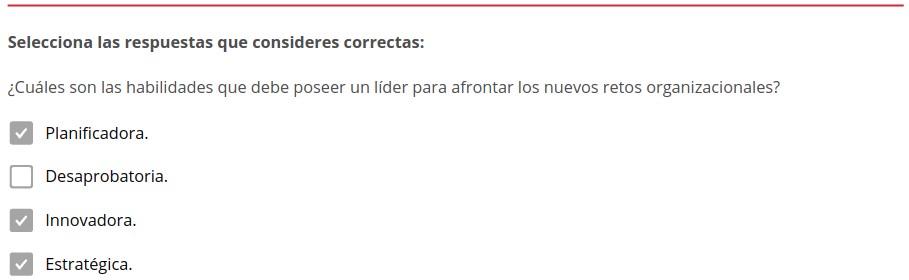 Selecciona las respuestas que consideres correctas:
¿Cuáles son las habilidades que debe poseer un líder para afrontar los nuevos retos organizacionales?
Planificadora.
Desaprobatoria.
Innovadora.
Estratégica.